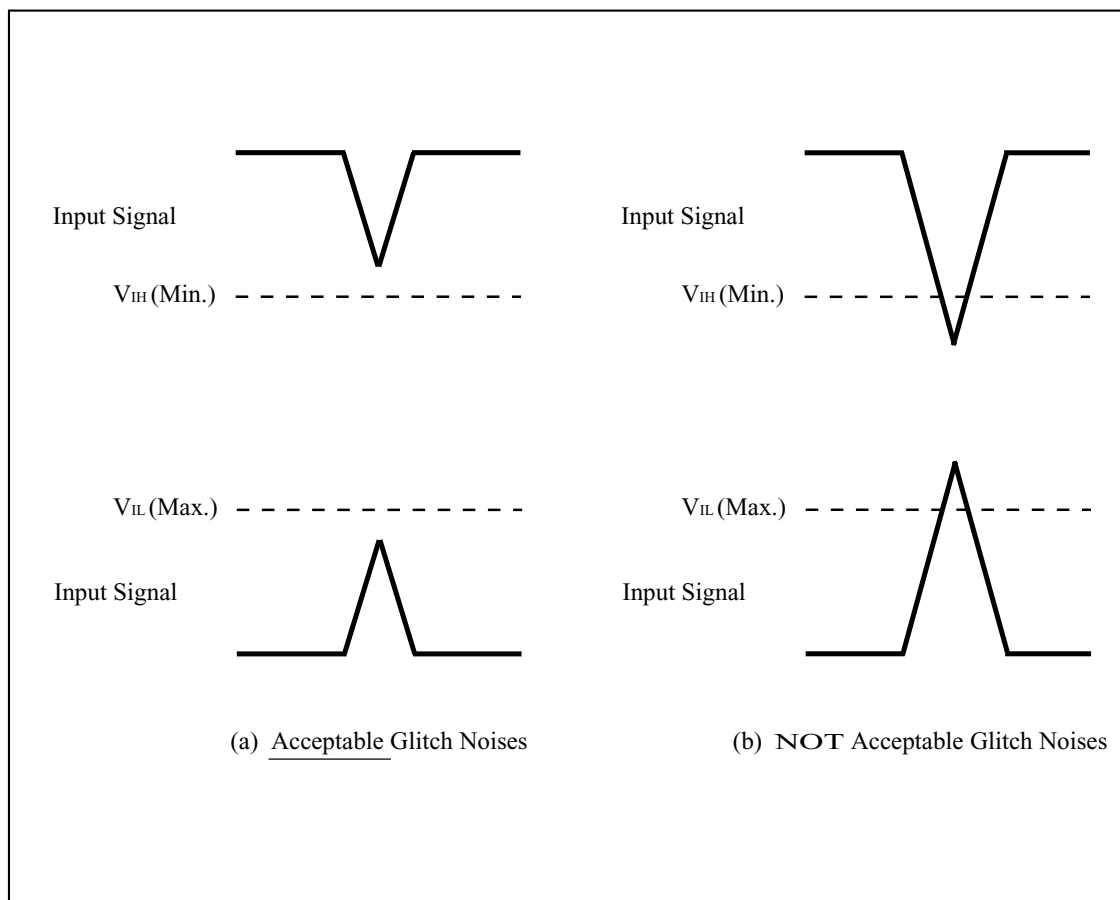 Input Signal
VIH (Min.)
VIL (Max.)
Input Signal
(a) Acceptable Glitch Noises
Input Signal
VIH (Min.)
VIL (Max.)
Input Signal
(b) NOT Acceptable Glitch Noises